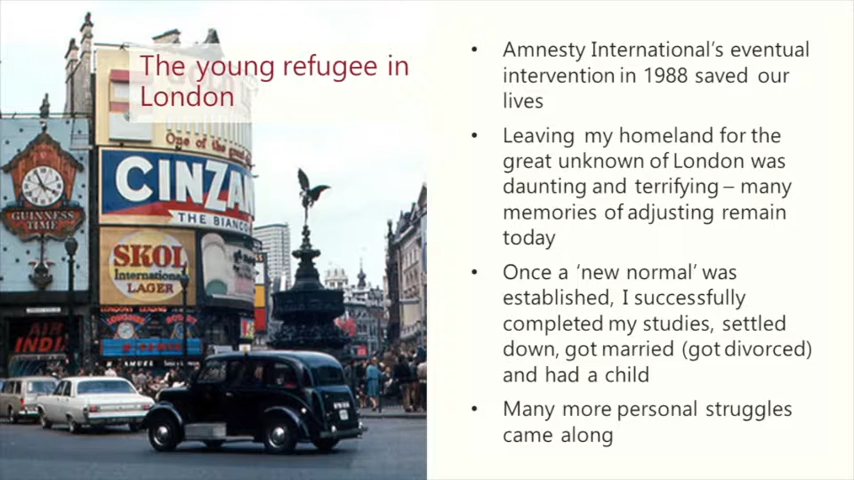 The young refugee in
London
One of the great
CINZAN
THE BIANCO
GUINNESS
TIME
SKOL
International
LAGER
AIR
INDI
• Amnesty International's eventual
intervention in 1988 saved our
lives
• Leaving my homeland for the
great unknown of London was
daunting and terrifying – many
memories of adjusting remain
today
• Once a 'new normal' was
established, I successfully
completed my studies, settled
down, got married (got divorced)
and had a child
• Many more personal struggles
came along